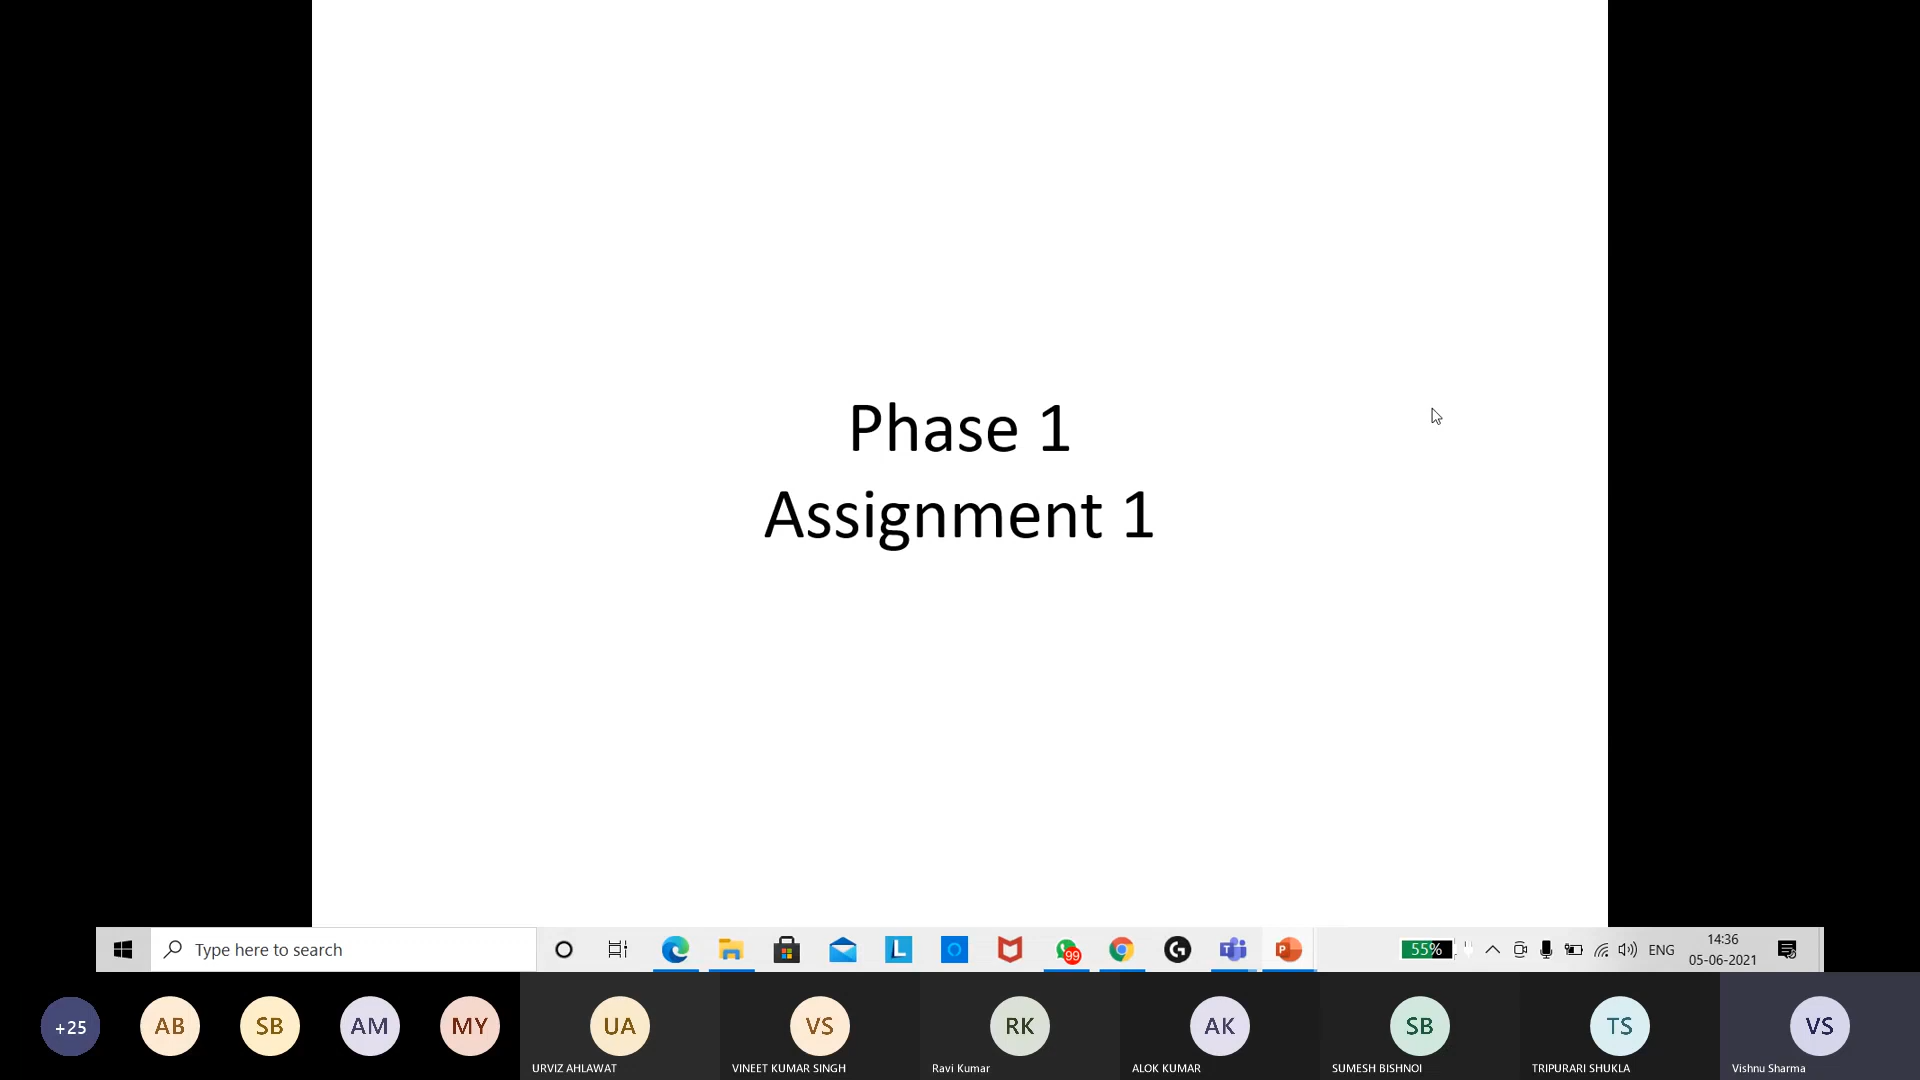 Phase 1
Assignment 1
Type here to search
99
55%
ENG
14:36
05-06-2021
+25
AB
SB
AM
MY
UA
VS
RK
AK
SB
TS
VS
URVIZ AHLAWAT
VINEET KUMAR SINGH
Ravi Kumar
ALOK KUMAR
SUMESH BISHNOI
TRIPURARI SHUKLA
Vishnu Sharma